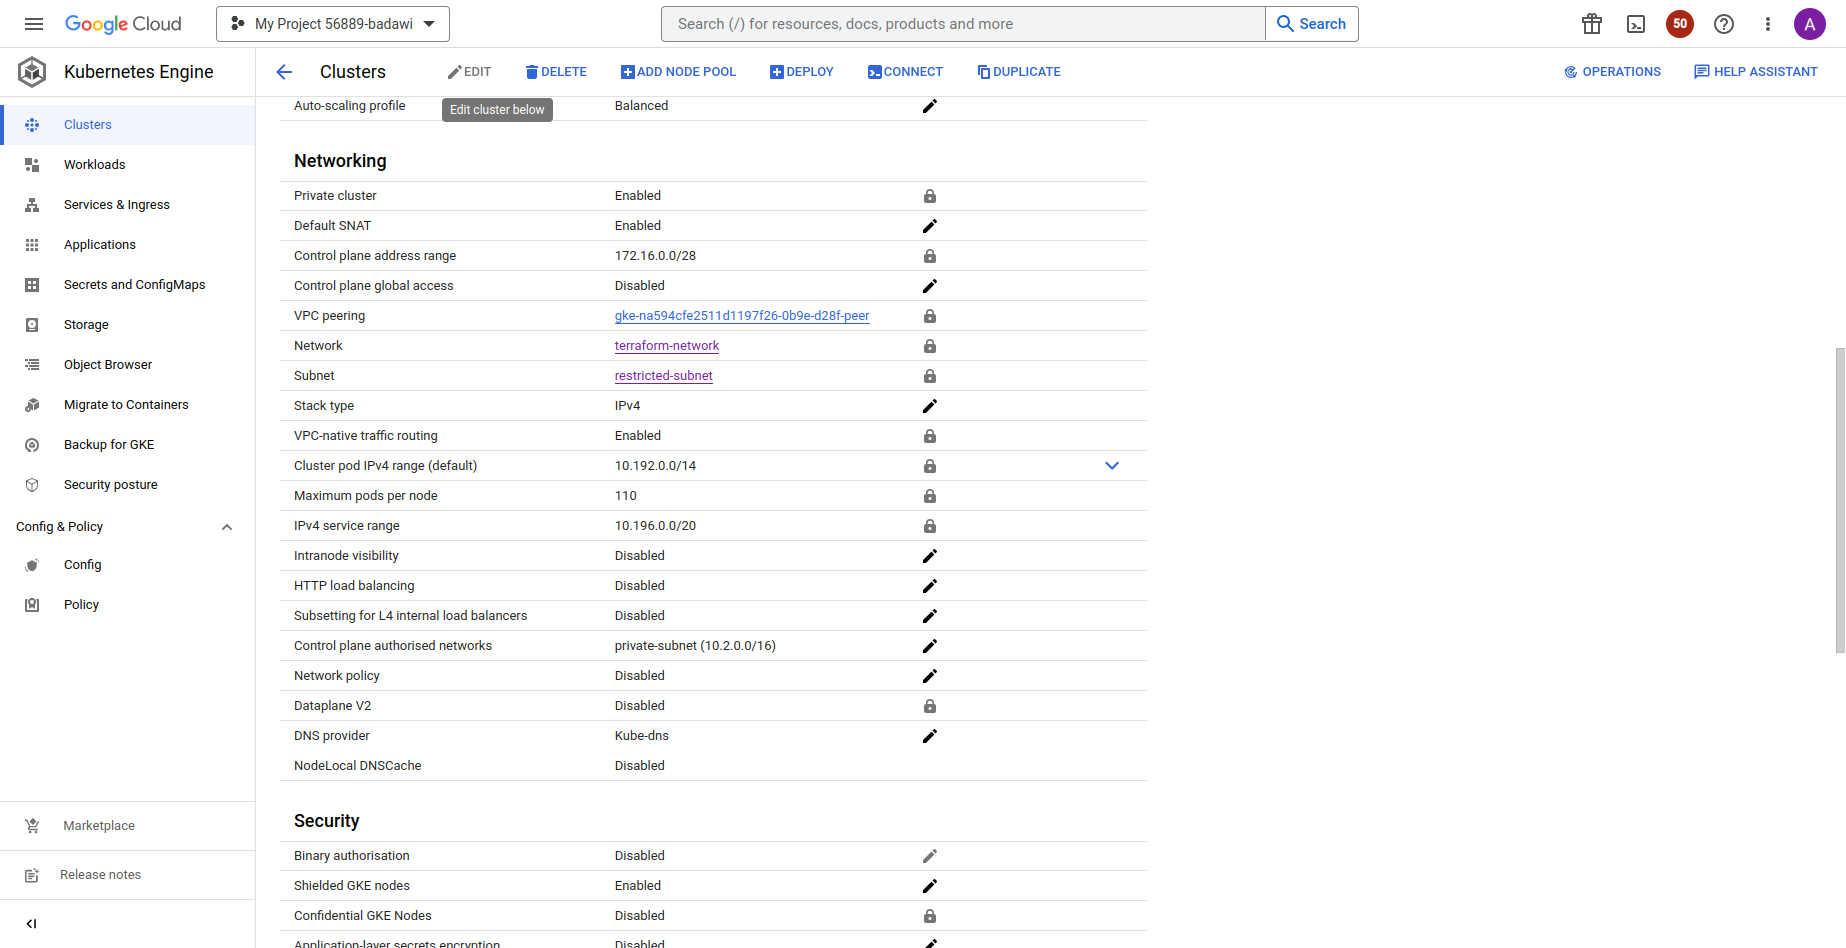 Google Cloud My Project 56889-badawi Search (/) for resources, docs, products and more Search 50 A
Kubernetes Engine Clusters EDIT DELETE ADD NODE POOL DEPLOY CONNECT DUPLICATE OPERATIONS HELP ASSISTANT
Edit cluster below
Clusters
Workloads
Services & Ingress
Applications
Secrets and ConfigMaps
Storage
Object Browser
Migrate to Containers
Backup for GKE
Security posture
Config & Policy
Config
Policy
Marketplace
Release notes
Auto-scaling profile Balanced
Networking
Private cluster Enabled
Default SNAT Enabled
Control plane address range 172.16.0.0/28
Control plane global access Disabled
VPC peering gke-na594cfe2511d1197f26-0b9e-d28f-peer
Network terraform-network
Subnet restricted-subnet
Stack type IPv4
VPC-native traffic routing Enabled
Cluster pod IPv4 range (default) 10.192.0.0/14
Maximum pods per node 110
IPv4 service range 10.196.0.0/20
Intranode visibility Disabled
HTTP load balancing Disabled
Subsetting for L4 internal load balancers Disabled
Control plane authorised networks private-subnet (10.2.0.0/16)
Network policy Disabled
Dataplane V2 Disabled
DNS provider Kube-dns
NodeLocal DNSCache Disabled
Security
Binary authorisation Disabled
Shielded GKE nodes Enabled
Confidential GKE Nodes Disabled
Application-layer secrets encryption Disabled